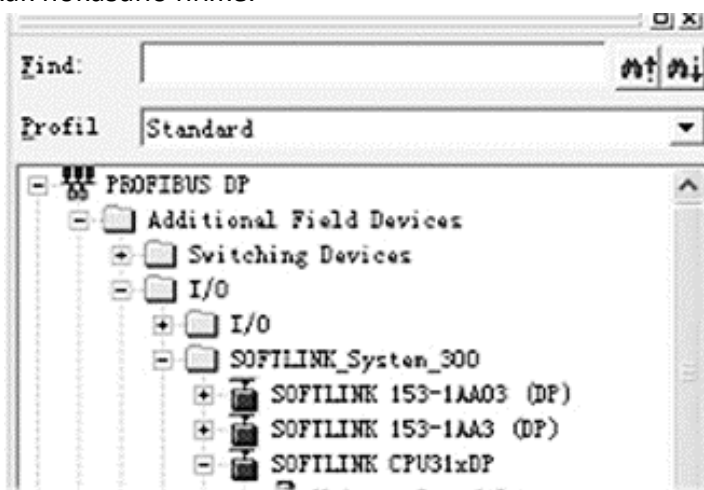 Find:
Profil Standard
PROFIBUS DP
Additional Field Devices
Switching Devices
I/O
I/O
SOFTLINK_System_300
SOFTLINK 153-1AA03 (DP)
SOFTLINK 153-1AA3 (DP)
SOFTLINK CPU31xDP